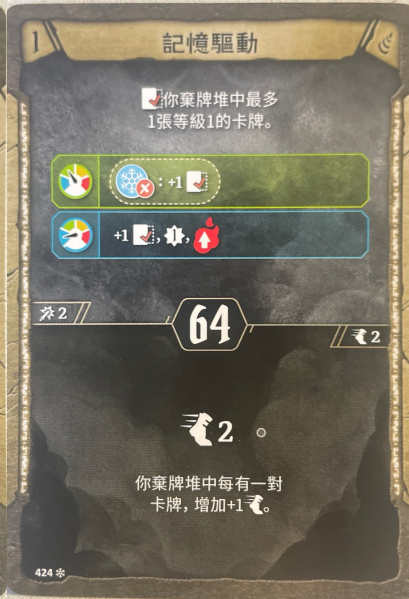 1 記憶驅動
你棄牌堆中最多
1張等級1的卡牌。
: +1
+1 , 1 ,
2
64
2
2
你棄牌堆中每有一對
卡牌, 增加+1 。
424